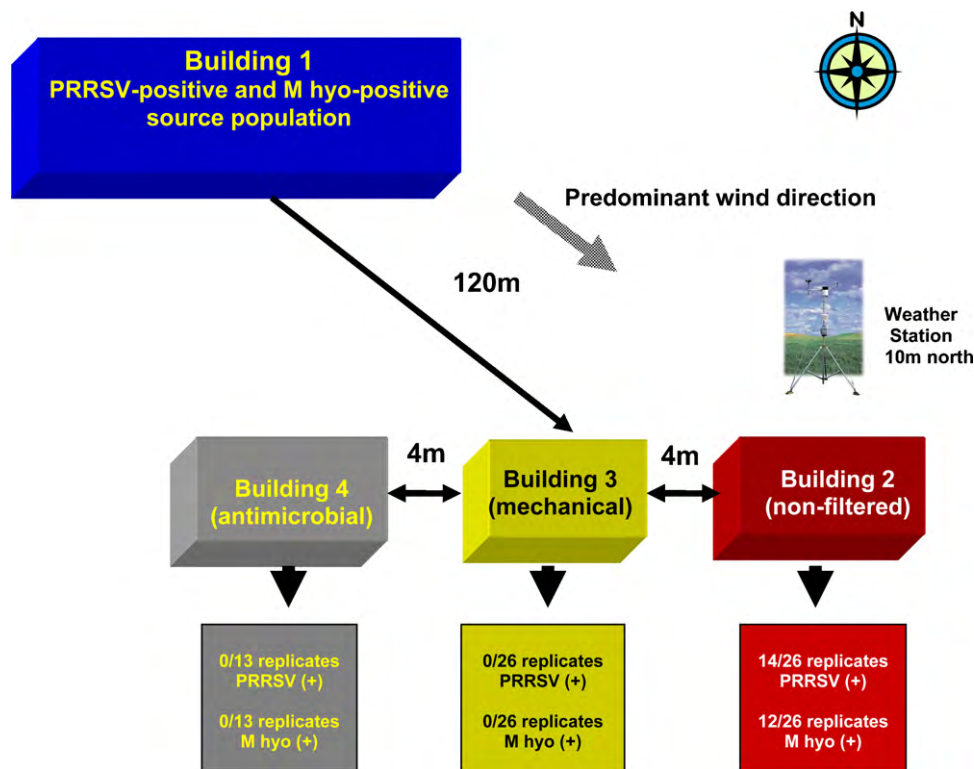 N
Building 1
PRRSV-positive and M hyo-positive
source population
Predominant wind direction
120m
Weather
Station
10m north
4m
4m
Building 4
(antimicrobial)
Building 3
(mechanical)
Building 2
(non-filtered)
0/13 replicates
PRRSV (+)
0/13 replicates
M hyo (+)
0/26 replicates
PRRSV (+)
0/26 replicates
M hyo (+)
14/26 replicates
PRRSV (+)
12/26 replicates
M hyo (+)